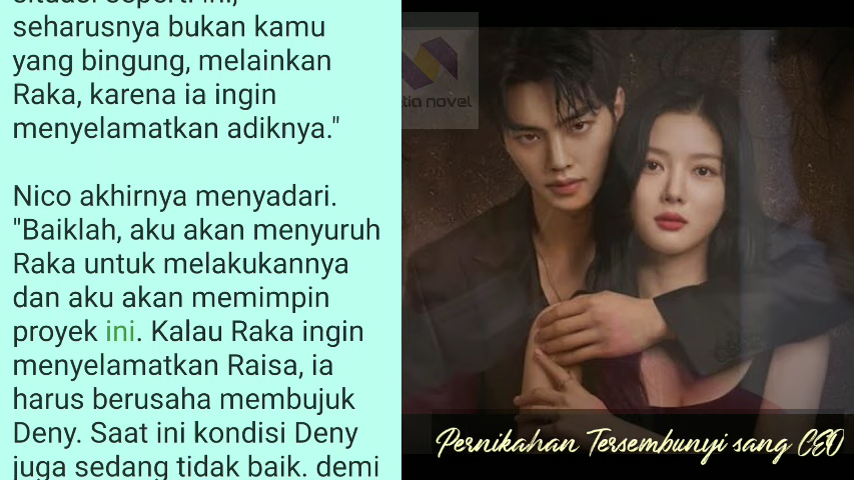 seharusnya bukan kamu
yang bingung, melainkan
Raka, karena ia ingin
menyelamatkan adiknya."
Nico akhirnya menyadari.
"Baiklah, aku akan menyuruh
Raka untuk melakukannya
dan aku akan memimpin
proyek ini. Kalau Raka ingin
menyelamatkan Raisa, ia
harus berusaha membujuk
Deny. Saat ini kondisi Deny
juga sedang tidak baik. demi
novel
Pernikahan Tersembunyi sang CEO